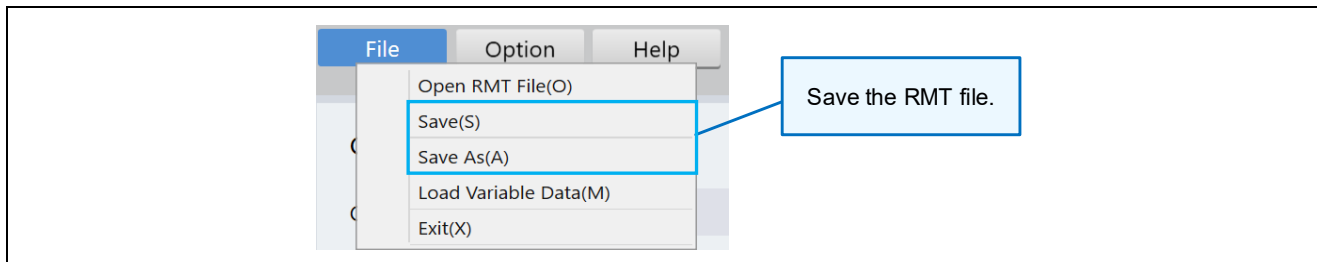 File Option Help
Open RMT File(O)
Save(S)
Save As(A)
Load Variable Data(M)
Exit(X)
Save the RMT file.